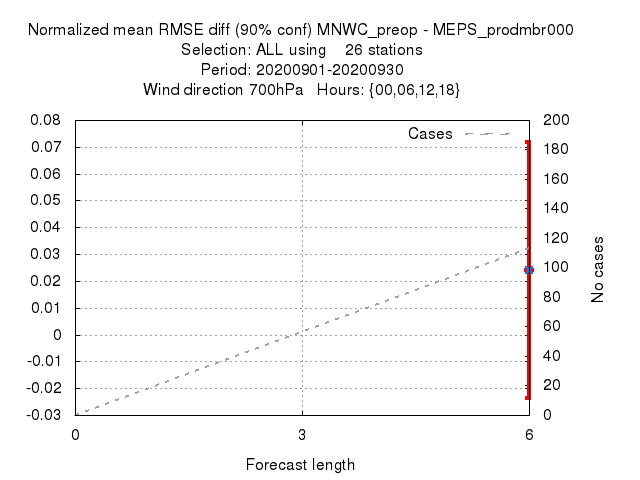 Normalized mean RMSE diff (90% conf) MNWC_preop - MEPS_prodmbr000
Selection: ALL using    26 stations
Period: 20200901-20200930
Wind direction 700hPa   Hours: {00,06,12,18}
Cases
0.08
0.07
0.06
0.05
0.04
0.03
0.02
0.01
0
-0.01
-0.02
-0.03
200
180
160
140
120
100
80
60
40
20
0
No cases
0 3 6
Forecast length